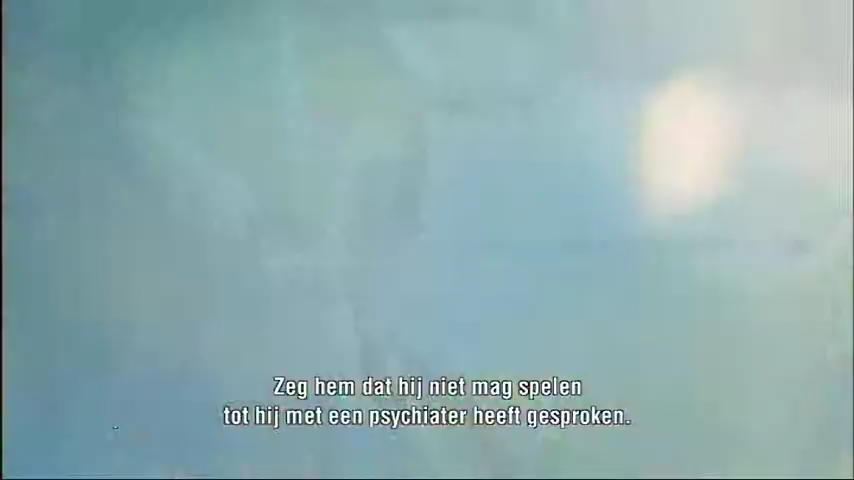 Zeg hem dat hij niet mag spelen
tot hij met een psychiater heeft gesproken.